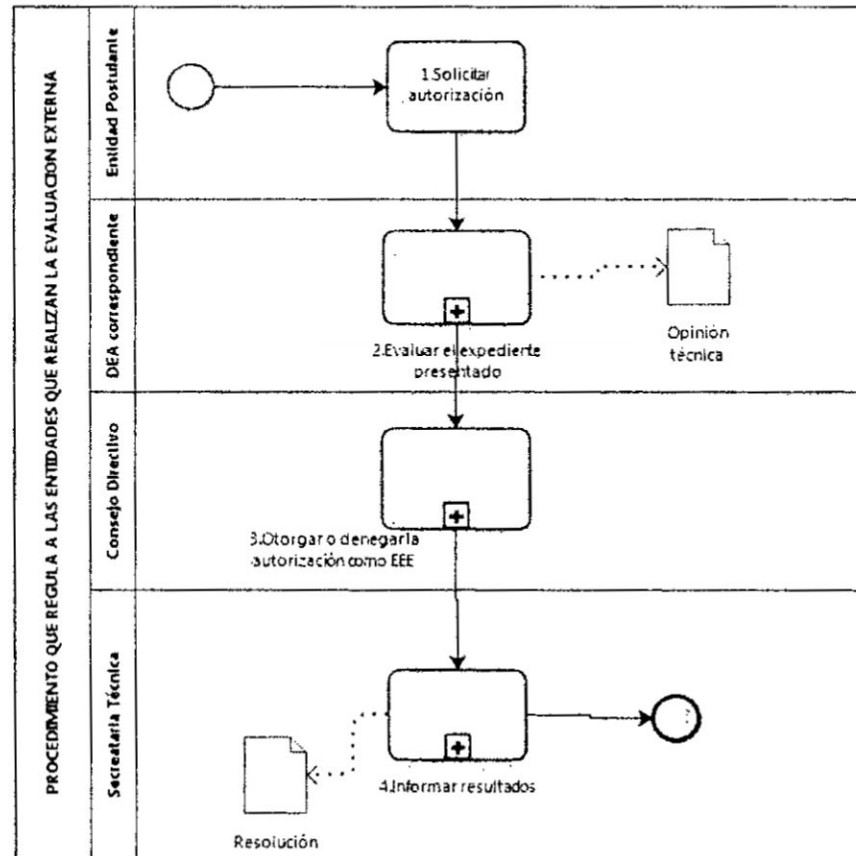 PROCEDIMIENTO QUE REGULA A LAS ENTIDADES QUE REALIZAN LA EVALUACION EXTERNA
Entidad Postulante
1.Solicitar
autorización
DEA correspondiente
2.Evaluar el expediente
presentado
Opinión
técnica
Consejo Directivo
3.Otorgar o denegar la
autorización como EEE
Secreataria Técnica
4.Informar resultados
Resolución